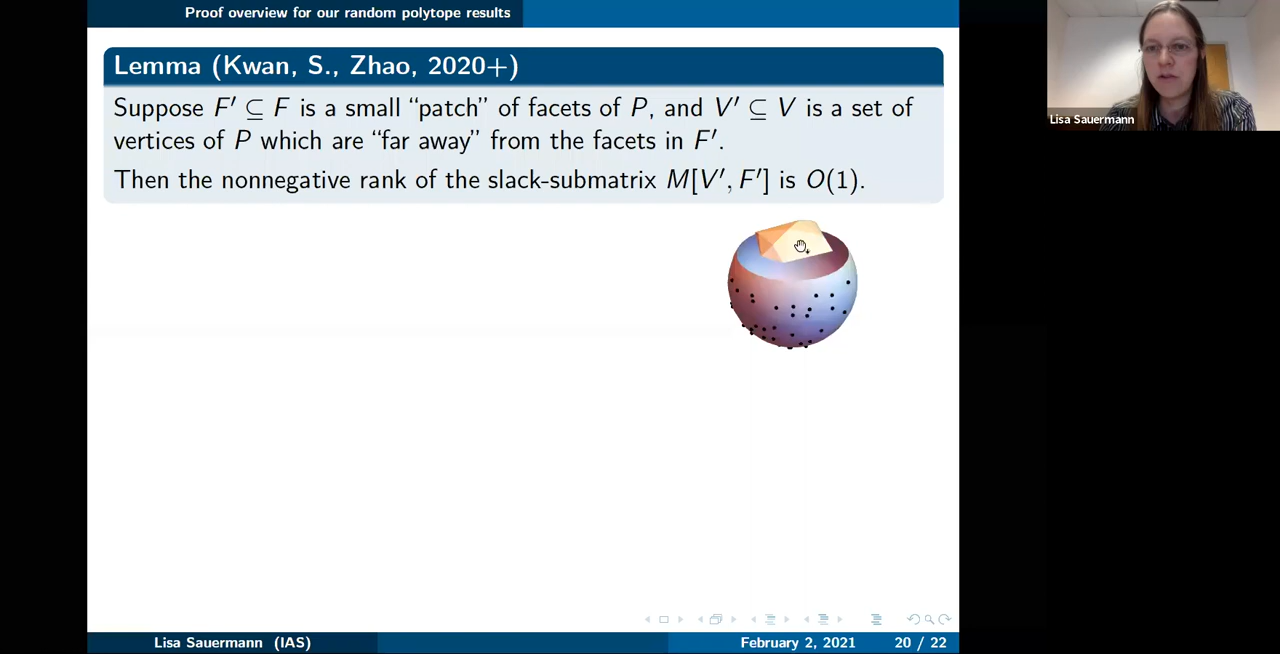 Proof overview for our random polytope results
Lemma (Kwan, S., Zhao, 2020+)
Suppose F′ ⊆ F is a small “patch” of facets of P, and V′ ⊆ V is a set of
vertices of P which are “far away” from the facets in F′.
Then the nonnegative rank of the slack-submatrix M[V′, F′] is O(1).
Lisa Sauermann
Lisa Sauermann (IAS)
February 2, 2021
20 / 22